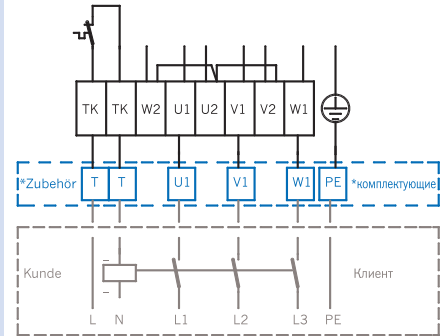 TK TK W2 U1 U2 V1 V2 W1
*Zubehör T T U1 V1 W1 PE *комплектующие
Kunde Клиент
L N L1 L2 L3 PE